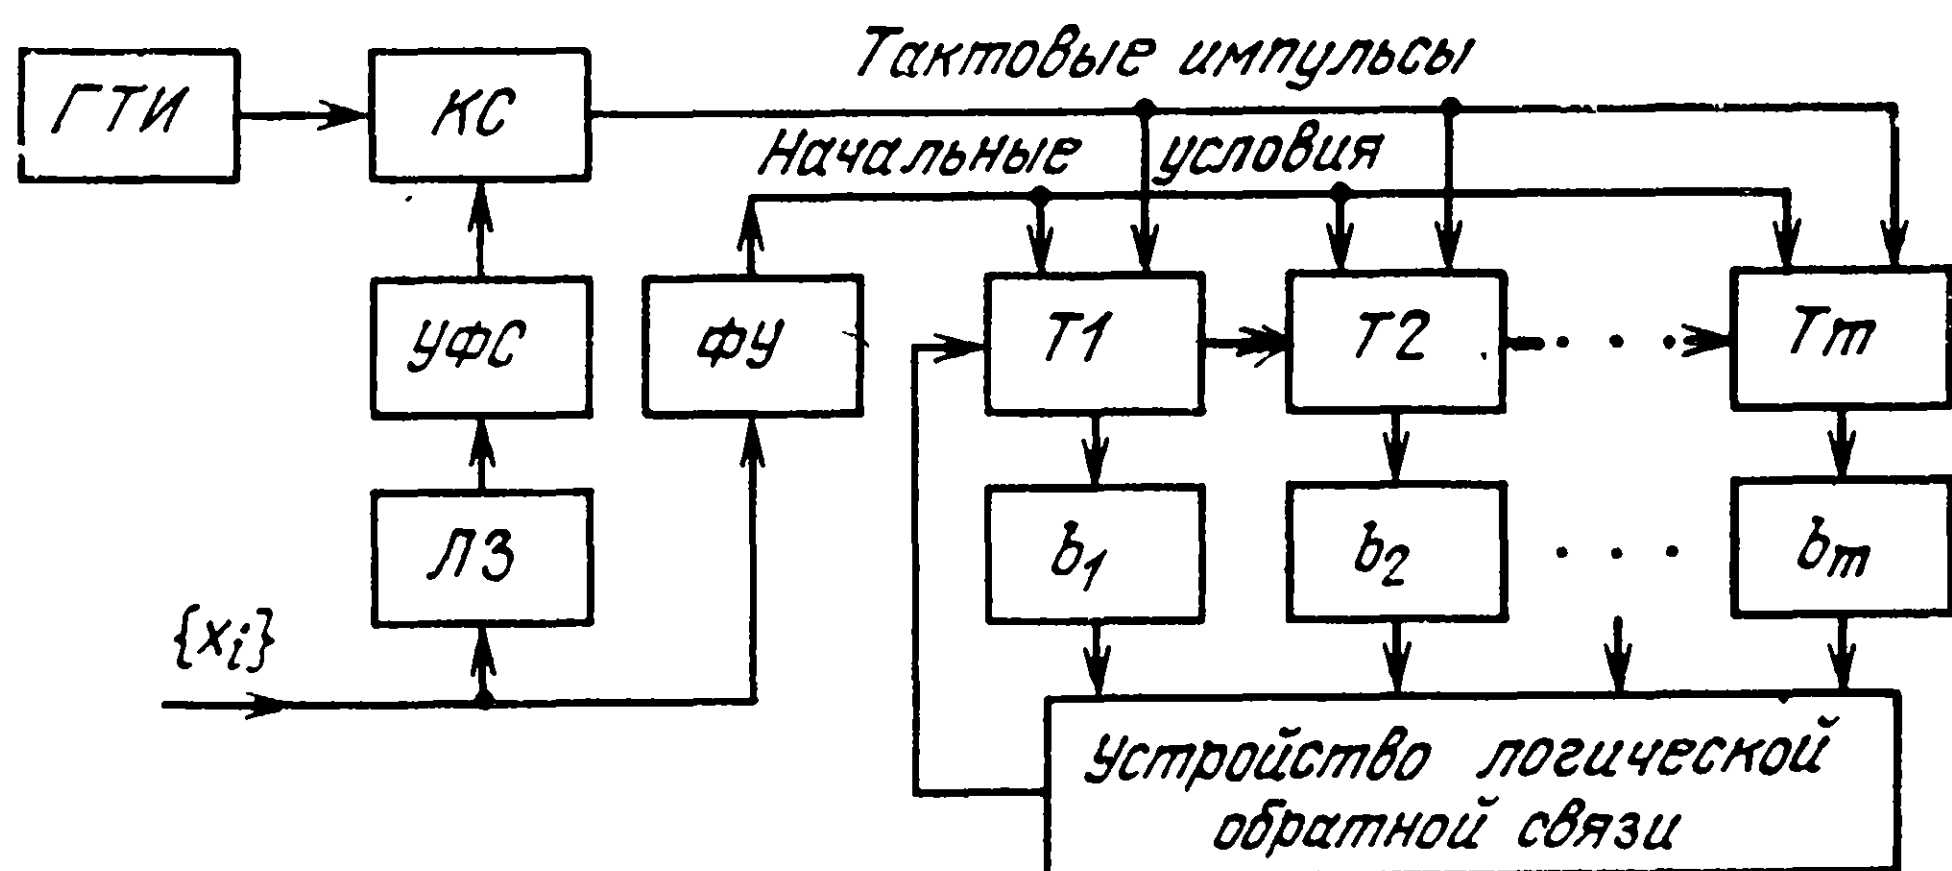 Тактовые импульсы
ГТИ
КС
Начальные условия
УФС
ФУ
Т1
Т2
. . .
Тm
ЛЗ
b1
b2
. . .
bm
{xi}
Устройство логической
обратной связи